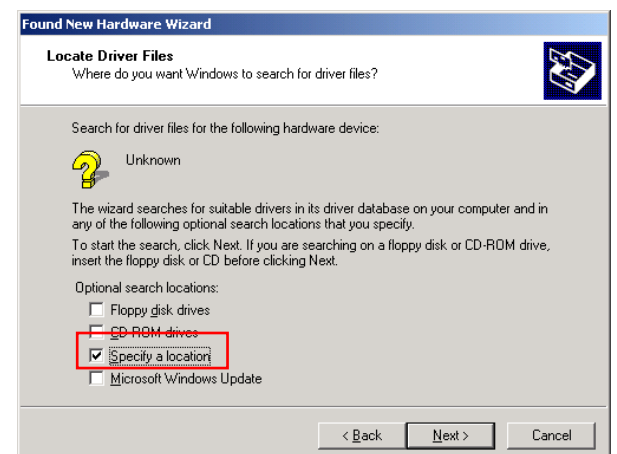 Found New Hardware Wizard
Locate Driver Files
Where do you want Windows to search for driver files?
Search for driver files for the following hardware device:
Unknown
The wizard searches for suitable drivers in its driver database on your computer and in
any of the following optional search locations that you specify.
To start the search, click Next. If you are searching on a floppy disk or CD-ROM drive,
insert the floppy disk or CD before clicking Next.
Optional search locations:
Floppy disk drives
CD-ROM drives
Specify a location
Microsoft Windows Update
< Back Next > Cancel